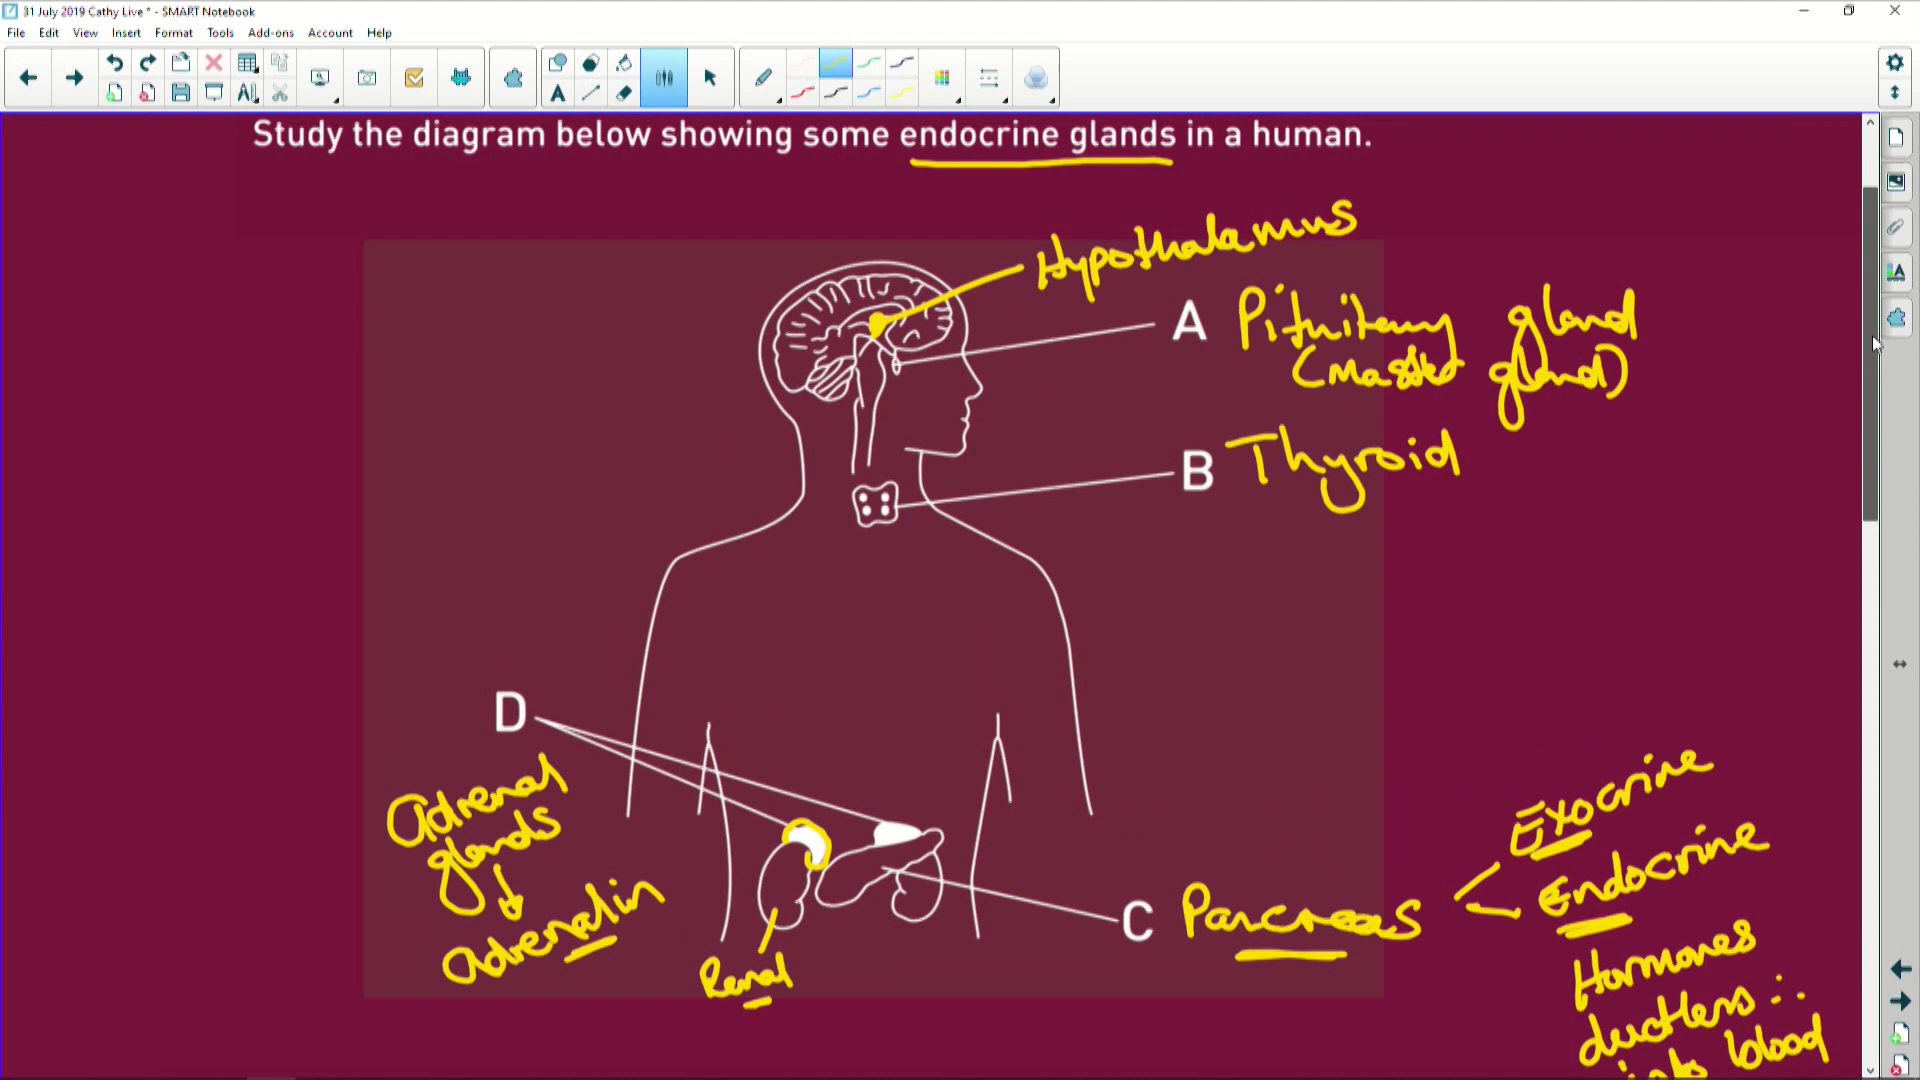 31 July 2019 Cathy Live * - SMART Notebook
File Edit View Insert Format Tools Add-ons Account Help
Study the diagram below showing some endocrine glands in a human.
Hypothalamus
A Pituitary gland
(Master gland)
B Thyroid
D
Adrenal
glands
↓
Adrenalin
Renal
C Pancreas
Exocrine
Endocrine
Hormones
ductless ∴
into blood